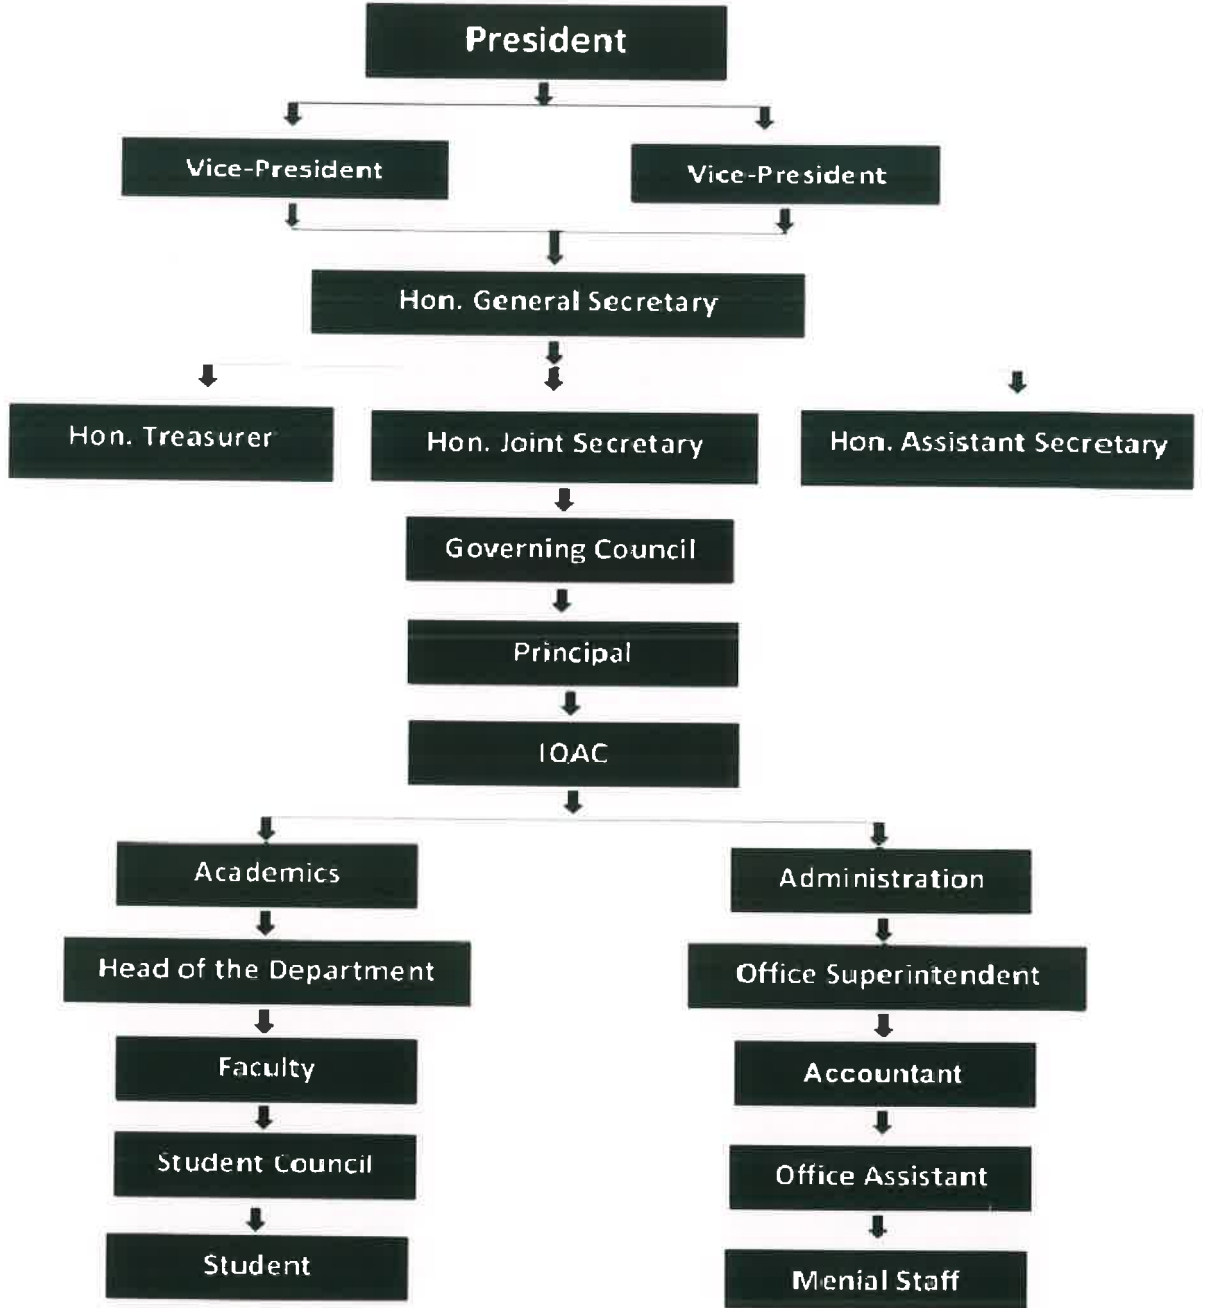 President
Vice-President
Vice-President
Hon. General Secretary
Hon. Treasurer
Hon. Joint Secretary
Hon. Assistant Secretary
Governing Council
Principal
IQAC
Academics
Administration
Head of the Department
Office Superintendent
Faculty
Accountant
Student Council
Office Assistant
Student
Menial Staff